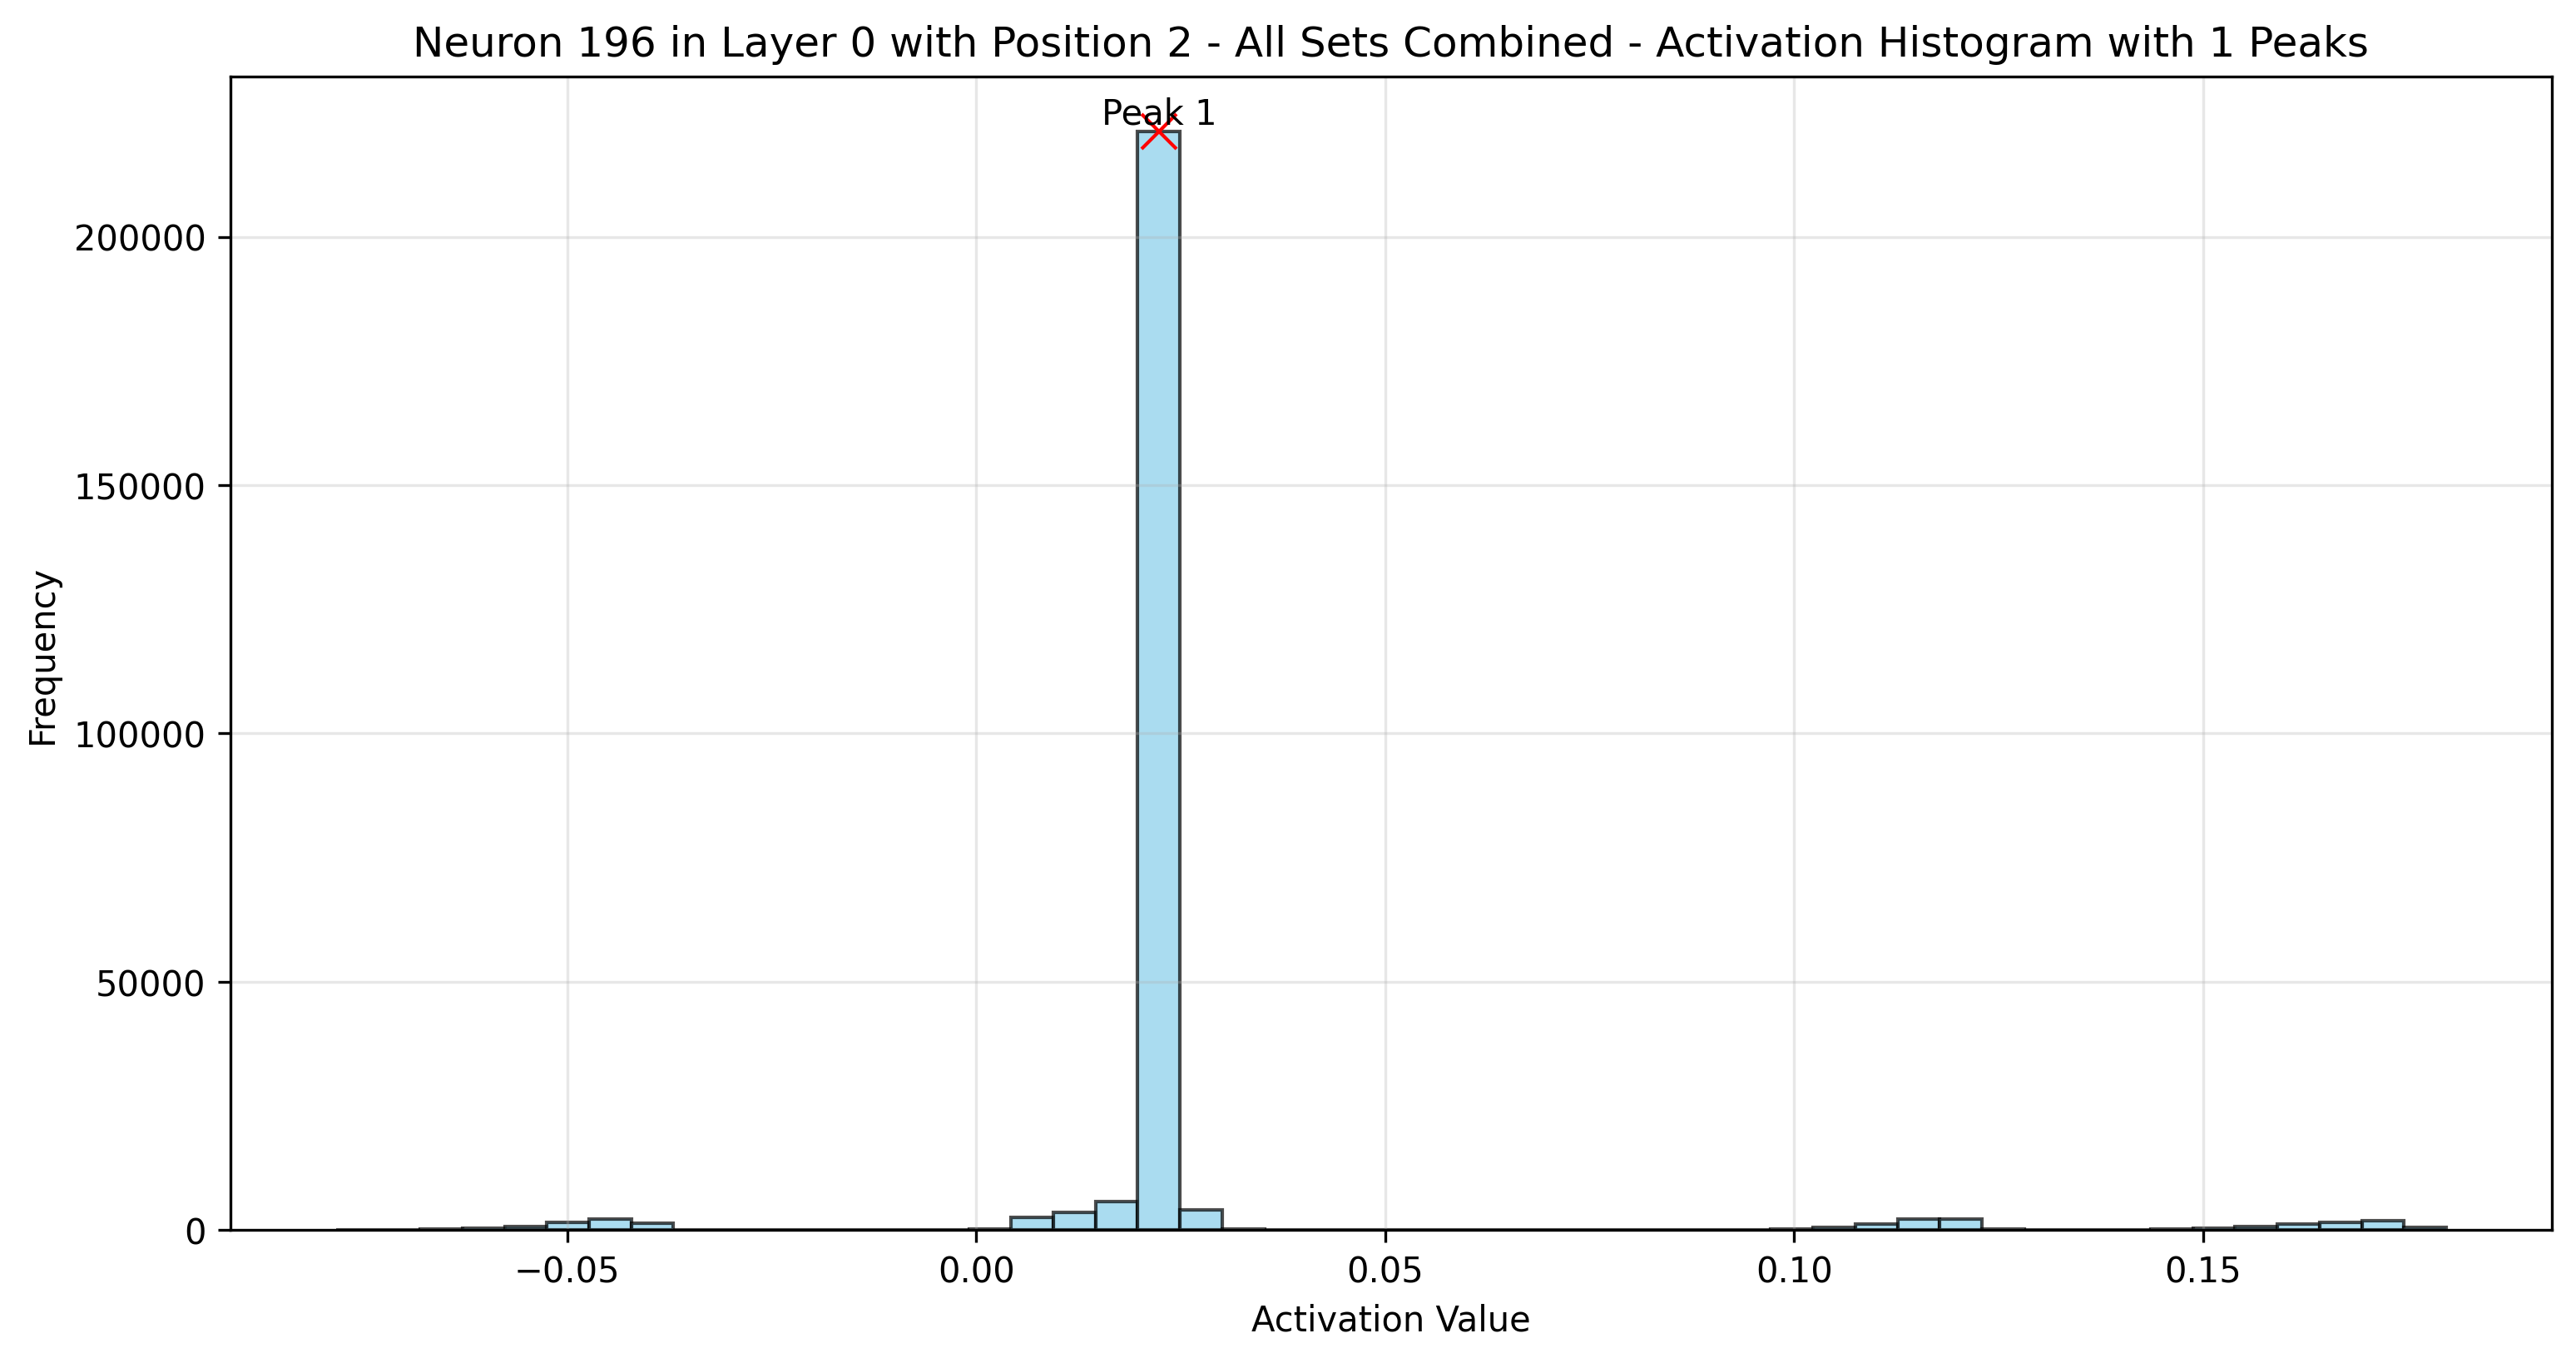 Neuron 196 in Layer 0 with Position 2 - All Sets Combined - Activation Histogram with 1 Peaks
Peak 1
200000
150000
100000
50000
0
Frequency
−0.05
0.00
0.05
0.10
0.15
Activation Value